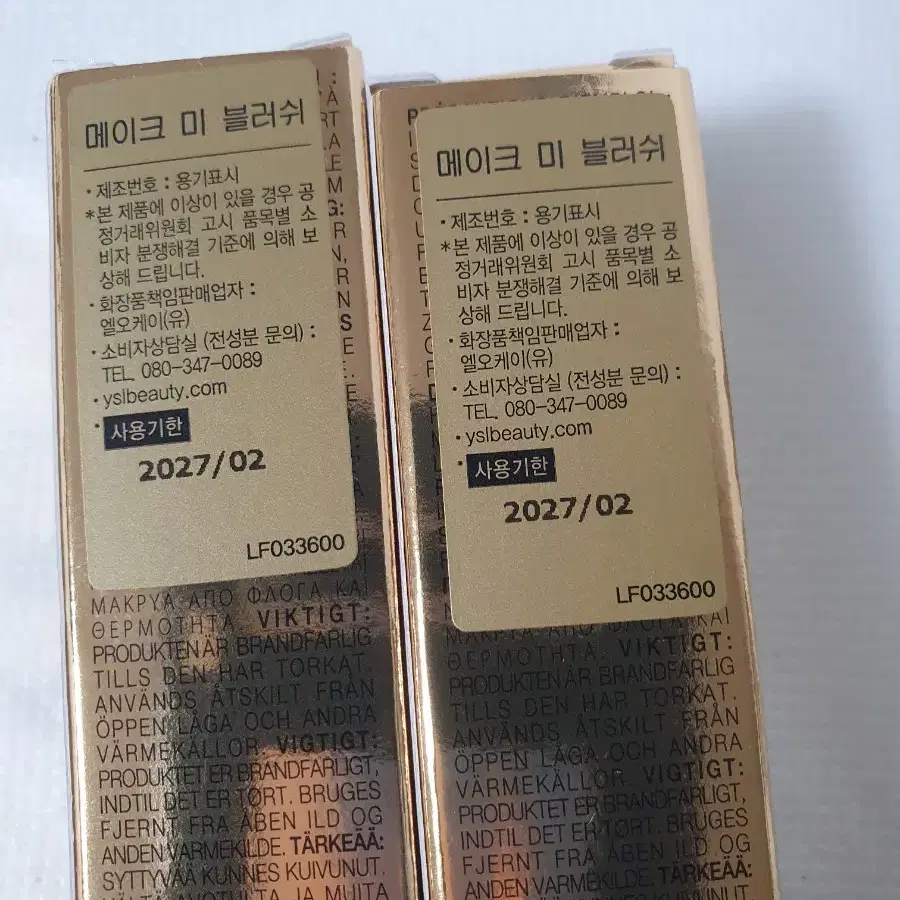 메이크 미 블러쉬
· 제조번호 : 용기표시
*본 제품에 이상이 있을 경우 공
정거래위원회 고시 품목별 소
비자 분쟁해결 기준에 의해 보
상해 드립니다.
· 화장품책임판매업자 :
엘오케이(유)
· 소비자상담실 (전성분 문의) :
TEL. 080-347-0089
· yslbeauty.com
· 사용기한
2027/02
LF033600
ΜΑΚΡΥΑ ΑΠΟ ΦΛΟΓΑ ΚΑΙ
ΘΕΡΜΟΤΗΤΑ. VIKTIGT:
PRODUKTEN ÄR BRANDFARLIG
TILLS DEN HAR TORKAT.
ANVÄNDS ÅTSKILT FRÅN
ÖPPEN LÅGA OCH ANDRA
VÄRMEKÄLLOR. VIGTIGT:
PRODUKTET ER BRANDFARLIGT,
INDTIL DET ER TØRT. BRUGES
FJERNT FRA ÅBEN ILD OG
ANDEN VARMEKILDE. TÄRKEÄÄ:
SYTTYVÄÄ KUNNES KUIVUNUT.
메이크 미 블러쉬
· 제조번호 : 용기표시
*본 제품에 이상이 있을 경우 공
정거래위원회 고시 품목별 소
비자 분쟁해결 기준에 의해 보
상해 드립니다.
· 화장품책임판매업자 :
엘오케이(유)
· 소비자상담실 (전성분 문의) :
TEL. 080-347-0089
· yslbeauty.com
· 사용기한
2027/02
LF033600
ΜΑΚΡΥΑ ΑΠΟ ΦΛΟΓΑ ΚΑΙ
ΘΕΡΜΟΤΗΤΑ. VIKTIGT:
PRODUKTEN ÄR BRANDFARLIG
TILLS DEN HAR TORKAT.
ANVÄNDS ÅTSKILT FRÅN
ÖPPEN LÅGA OCH ANDRA
VÄRMEKÄLLOR. VIGTIGT:
PRODUKTET ER BRANDFARLIGT,
INDTIL DET ER TØRT. BRUGES
FJERNT FRA ÅBEN ILD OG
ANDEN VARMEKILDE. TÄRKEÄÄ:
SYTTYVÄÄ KUNNES KUIVUNUT.